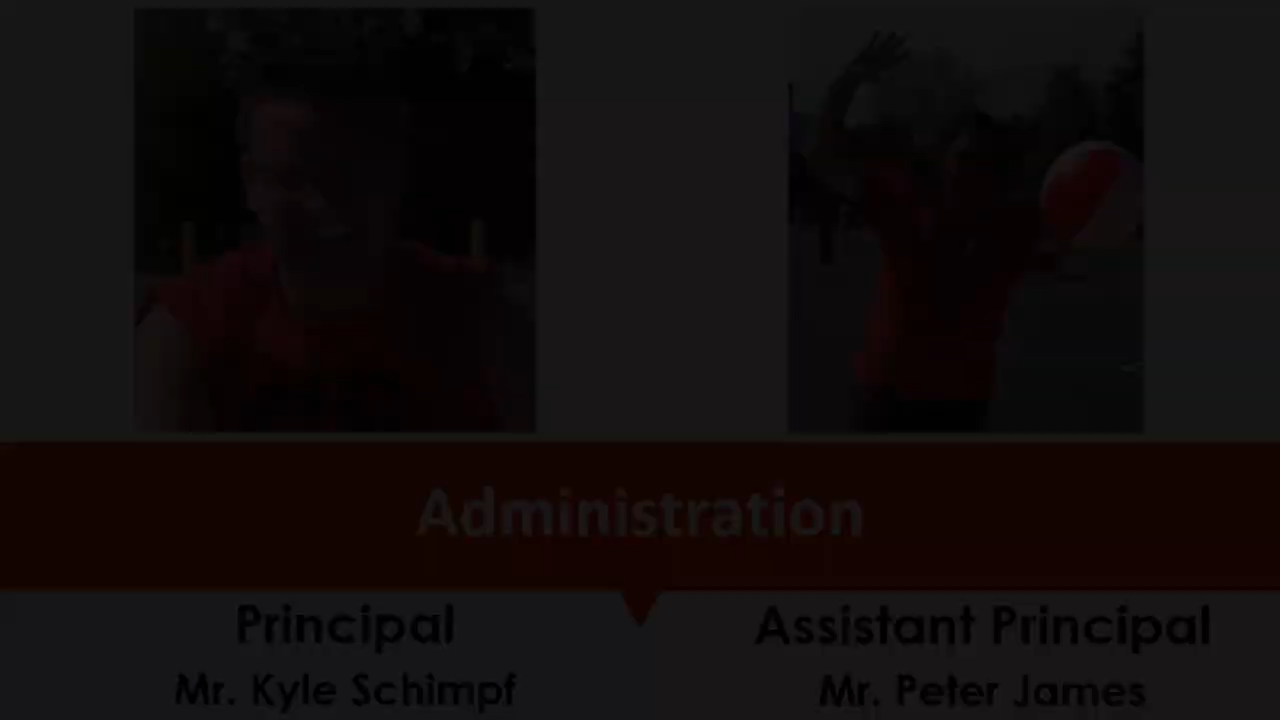 Administration
Principal
Assistant Principal
Mr. Kyle Schimpf
Mr. Peter James